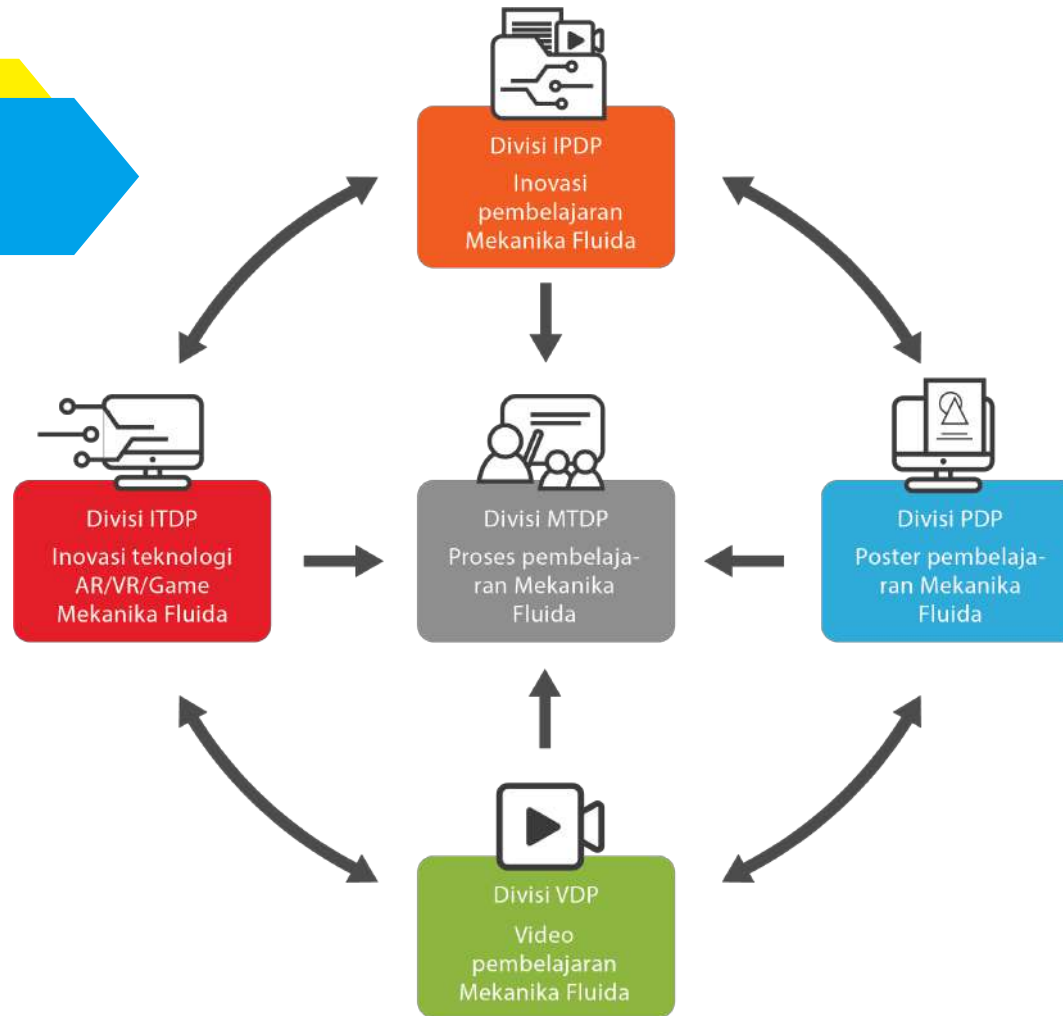 Divisi IPDP
Inovasi
pembelajaran
Mekanika Fluida
Divisi ITDP
Inovasi teknologi
AR/VR/Game
Mekanika Fluida
Divisi MTDP
Proses pembelaja-
ran Mekanika
Fluida
Divisi PDP
Poster pembelaja-
ran Mekanika
Fluida
Divisi VDP
Video
pembelajaran
Mekanika Fluida